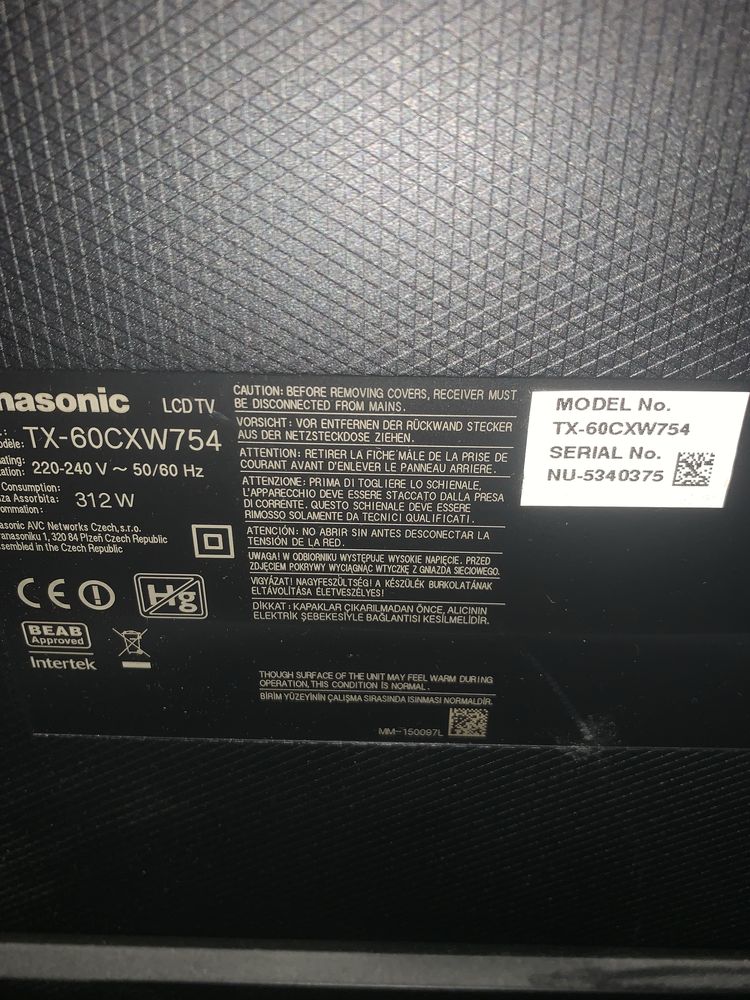 nasonic LCD TV
TX-60CXW754
220-240 V ~ 50/60 Hz
Consumption:
Assorbita: 312 W
asonic AVC Networks Czech, s.r.o.
anasoniku 1, 320 84 Plzeň Czech Republic
sembled in the Czech Republic
CE
Hg
BEAB
Approved
Intertek
CAUTION: BEFORE REMOVING COVERS, RECEIVER MUST
BE DISCONNECTED FROM MAINS.
VORSICHT: VOR ENTFERNEN DER RÜCKWAND STECKER
AUS DER NETZSTECKDOSE ZIEHEN.
ATTENTION: RETIRER LA FICHE MÂLE DE LA PRISE DE
COURANT AVANT D'ENLEVER LE PANNEAU ARRIERE.
ATTENZIONE: PRIMA DI TOGLIERE LO SCHIENALE,
L'APPARECCHIO DEVE ESSERE STACCATO DALLA PRESA
DI CORRENTE. QUESTO SCHIENALE DEVE ESSERE
RIMOSSO SOLAMENTE DA TECNICI QUALIFICATI.
ATENCIÓN: NO ABRIR SIN ANTES DESCONECTAR LA
TENSIÓN DE LA RED.
UWAGA! W ODBIORNIKU WYSTĘPUJE WYSOKIE NAPIĘCIE. PRZED
ZDJĘCIEM POKRYWY WYCIĄGNĄĆ WTYCZKĘ Z GNIAZDA SIECIOWEGO.
VIGYÁZAT! NAGYFESZÜLTSÉG! A KÉSZÜLÉK BURKOLATÁNAK
ELTÁVOLÍTÁSA ÉLETVESZÉLYES!
DİKKAT: KAPAKLAR ÇIKARILMADAN ÖNCE, ALICININ
ELEKTRİK ŞEBEKESİYLE BAĞLANTISI KESİLMELİDİR.
THOUGH SURFACE OF THE UNIT MAY FEEL WARM DURING
OPERATION, THIS CONDITION IS NORMAL.
BİRİM YÜZEYİNİN ÇALIŞMA SIRASINDA ISINMASI NORMALDİR.
MM-150097L
MODEL No.
TX-60CXW754
SERIAL No.
NU-5340375